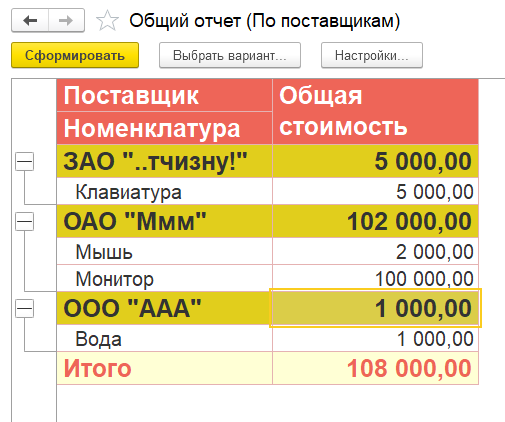 Общий отчет (По поставщикам)
Сформировать Выбрать вариант... Настройки...
Поставщик Общая стоимость
Номенклатура
ЗАО "..тчизну!" 5 000,00
Клавиатура 5 000,00
ОАО "Ммм" 102 000,00
Мышь 2 000,00
Монитор 100 000,00
ООО "ААА" 1 000,00
Вода 1 000,00
Итого 108 000,00